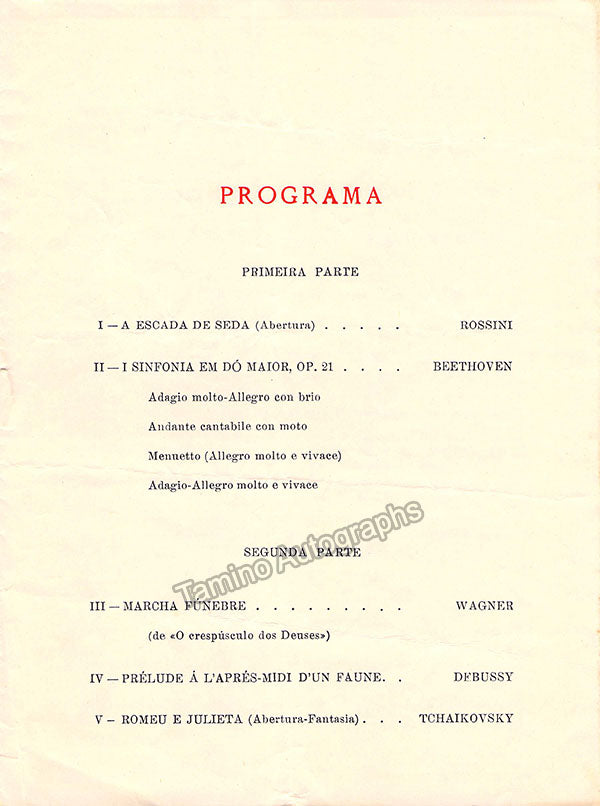 PROGRAMA
PRIMEIRA PARTE
I — A ESCADA DE SEDA (Abertura) . . . . . ROSSINI
II — I SINFONIA EM DÓ MAIOR, OP. 21 . . . . BEETHOVEN
Adagio molto-Allegro con brio
Andante cantabile con moto
Menuetto (Allegro molto e vivace)
Adagio-Allegro molto e vivace
SEGUNDA PARTE
Tamino Autographs
III — MARCHA FÚNEBRE . . . . . . . . . WAGNER
(de «O crespúsculo dos Deuses»)
IV — PRÉLUDE Á L'APRÉS-MIDI D'UN FAUNE. . DEBUSSY
V — ROMEU E JULIETA (Abertura-Fantasia) . . . TCHAIKOVSKY